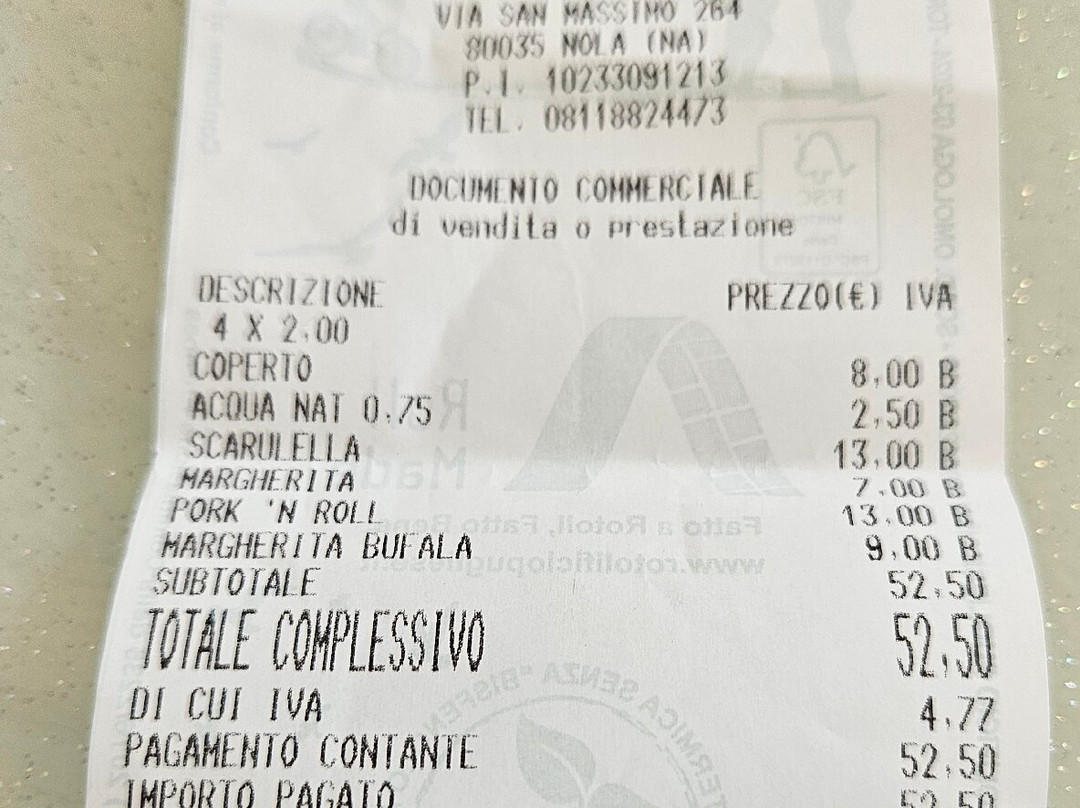 VIA SAN MASSIMO 264
80035 NOLA (NA)
P.I. 10233091213
TEL. 08118824473
DOCUMENTO COMMERCIALE
di vendita o prestazione
DESCRIZIONE PREZZO(€) IVA
4 X 2,00
COPERTO 8,00 B
ACQUA NAT 0.75 2,50 B
SCARULELLA 13,00 B
MARGHERITA 7,00 B
PORK 'N ROLL 13,00 B
MARGHERITA BUFALA 9,00 B
SUBTOTALE 52,50
TOTALE COMPLESSIVO 52,50
DI CUI IVA 4,77
PAGAMENTO CONTANTE 52,50
IMPORTO PAGATO 52,50
Fatto a Rotoli, Fatto Bene.
www.rotolificiopugliese.it